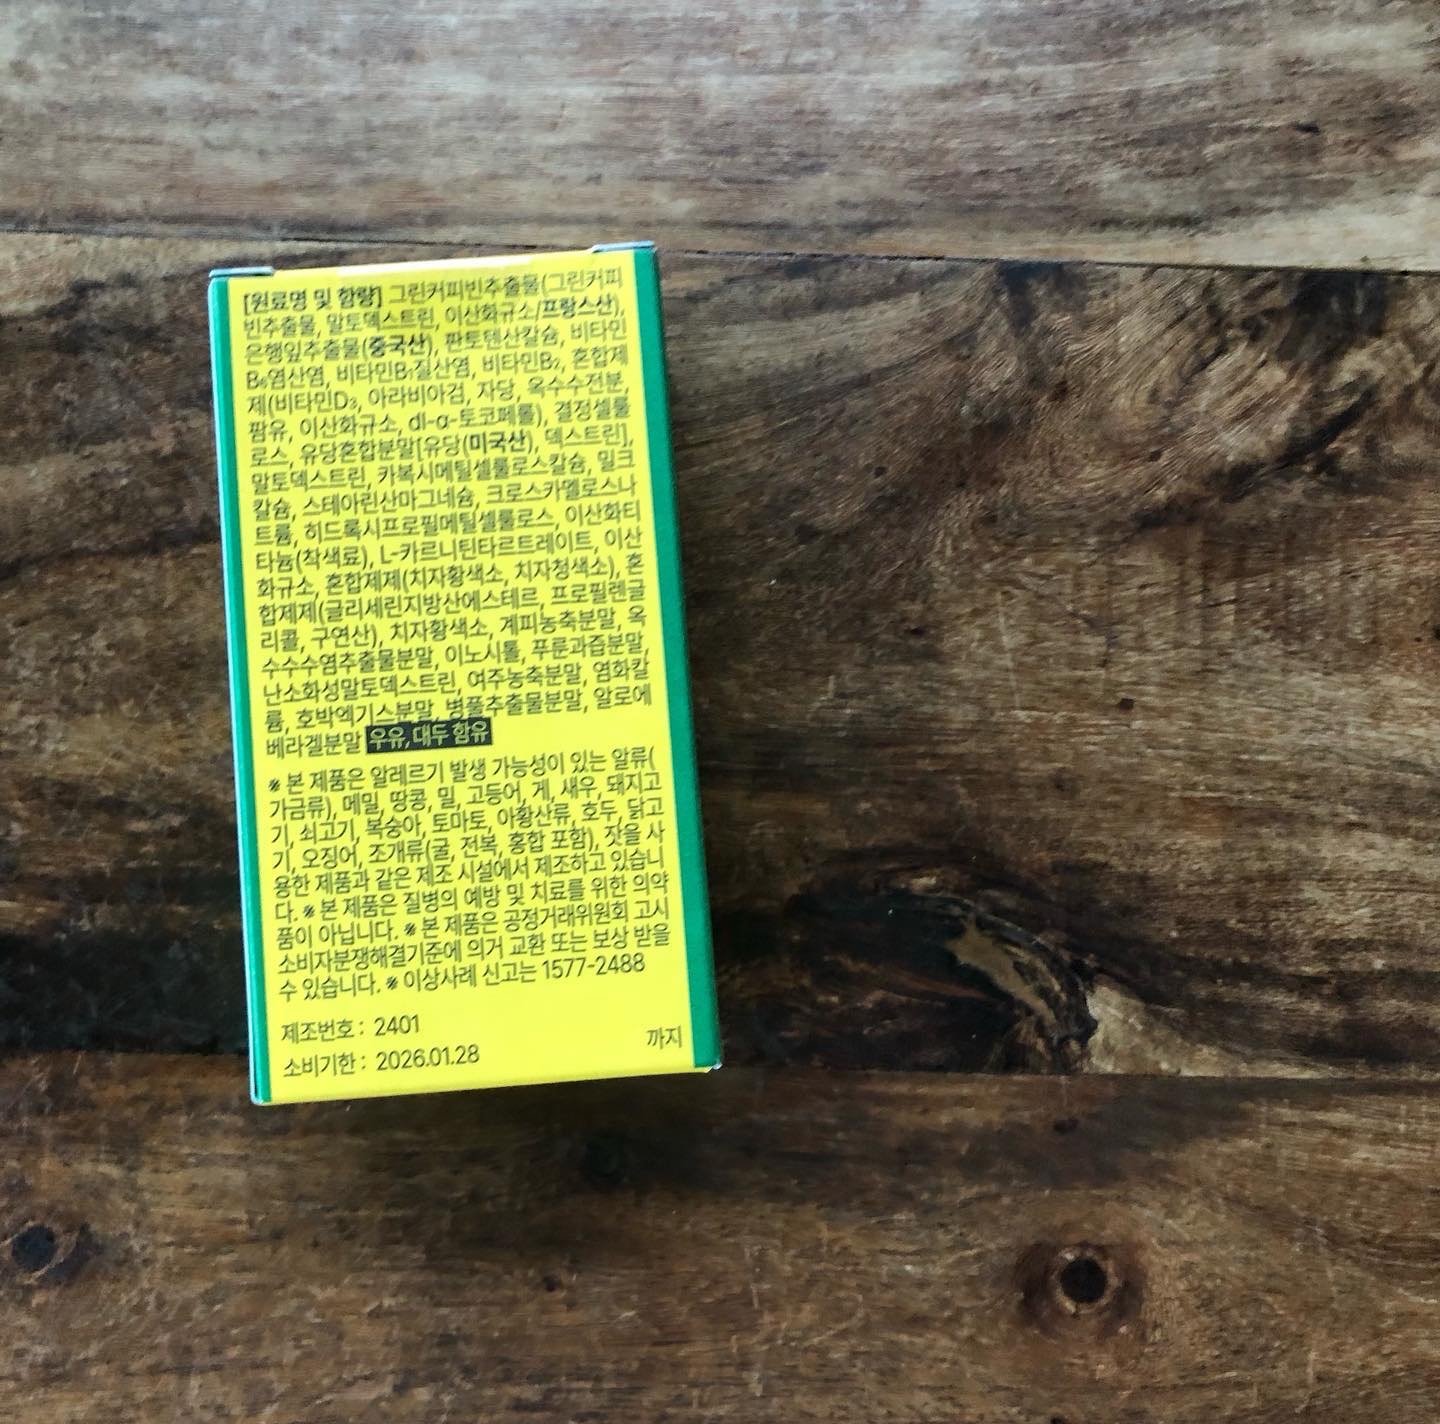 [원료명 및 함량] 그린커피빈추출물(그린커피
빈추출물, 말토덱스트린, 이산화규소/프랑스산),
은행잎추출물(중국산), 판토텐산칼슘, 비타민
B₆염산염, 비타민B₁질산염, 비타민B₂, 혼합제
제(비타민D₃, 아라비아검, 자당, 옥수수전분,
팜유, 이산화규소, dl-α-토코페롤), 결정셀룰
로스, 유당혼합분말[유당(미국산), 덱스트린],
말토덱스트린, 카복시메틸셀룰로스칼슘, 밀크
칼슘, 스테아린산마그네슘, 크로스카멜로스나
트륨, 히드록시프로필메틸셀룰로스, 이산화티
타늄(착색료), L-카르니틴타르트레이트, 이산
화규소, 혼합제제(치자황색소, 치자청색소), 혼
합제제(글리세린지방산에스테르, 프로필렌글
리콜, 구연산), 치자황색소, 계피농축분말, 옥
수수수염추출물분말, 이노시톨, 푸룬과즙분말,
난소화성말토덱스트린, 여주농축분말, 염화칼
륨, 호박엑기스분말, 병풀추출물분말, 알로에
베라겔분말 우유, 대두 함유
※ 본 제품은 알레르기 발생 가능성이 있는 알류(
가금류), 메밀, 땅콩, 밀, 고등어, 게, 새우, 돼지고
기, 쇠고기, 복숭아, 토마토, 아황산류, 호두, 닭고
기, 오징어, 조개류(굴, 전복, 홍합 포함), 잣을 사
용한 제품과 같은 제조 시설에서 제조하고 있습니
다. ※ 본 제품은 질병의 예방 및 치료를 위한 의약
품이 아닙니다. ※ 본 제품은 공정거래위원회 고시
소비자분쟁해결기준에 의거 교환 또는 보상 받을
수 있습니다. ※ 이상사례 신고는 1577-2488
제조번호 : 2401
소비기한 : 2026.01.28 까지